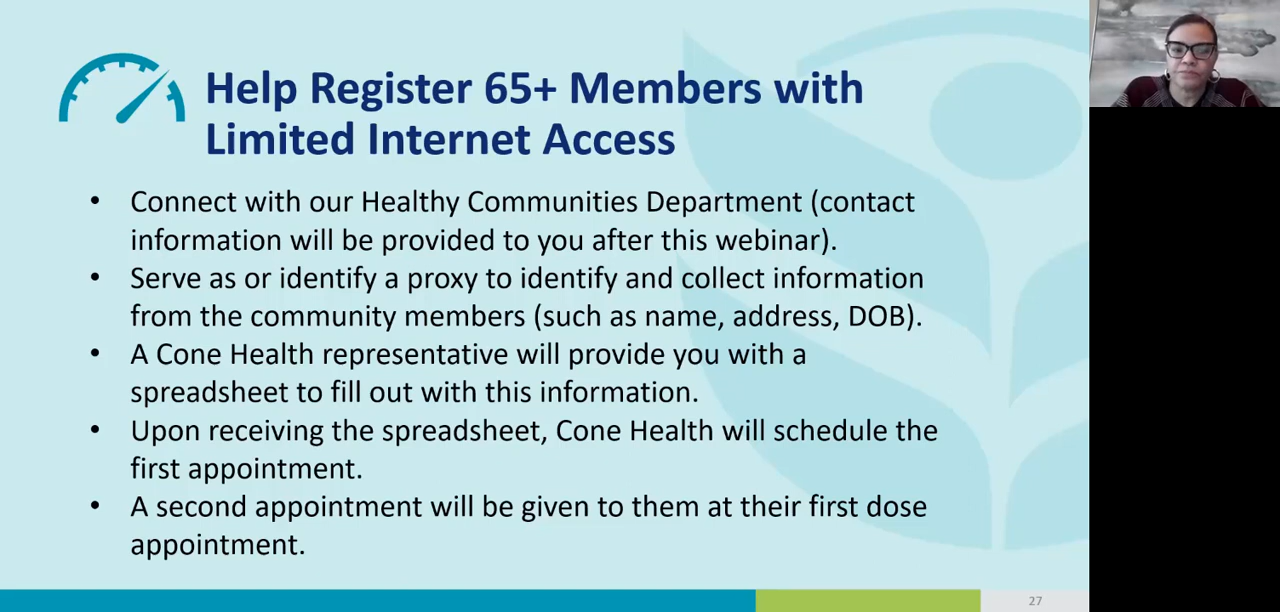 Help Register 65+ Members with
Limited Internet Access
• Connect with our Healthy Communities Department (contact
information will be provided to you after this webinar).
• Serve as or identify a proxy to identify and collect information
from the community members (such as name, address, DOB).
• A Cone Health representative will provide you with a
spreadsheet to fill out with this information.
• Upon receiving the spreadsheet, Cone Health will schedule the
first appointment.
• A second appointment will be given to them at their first dose
appointment.
27